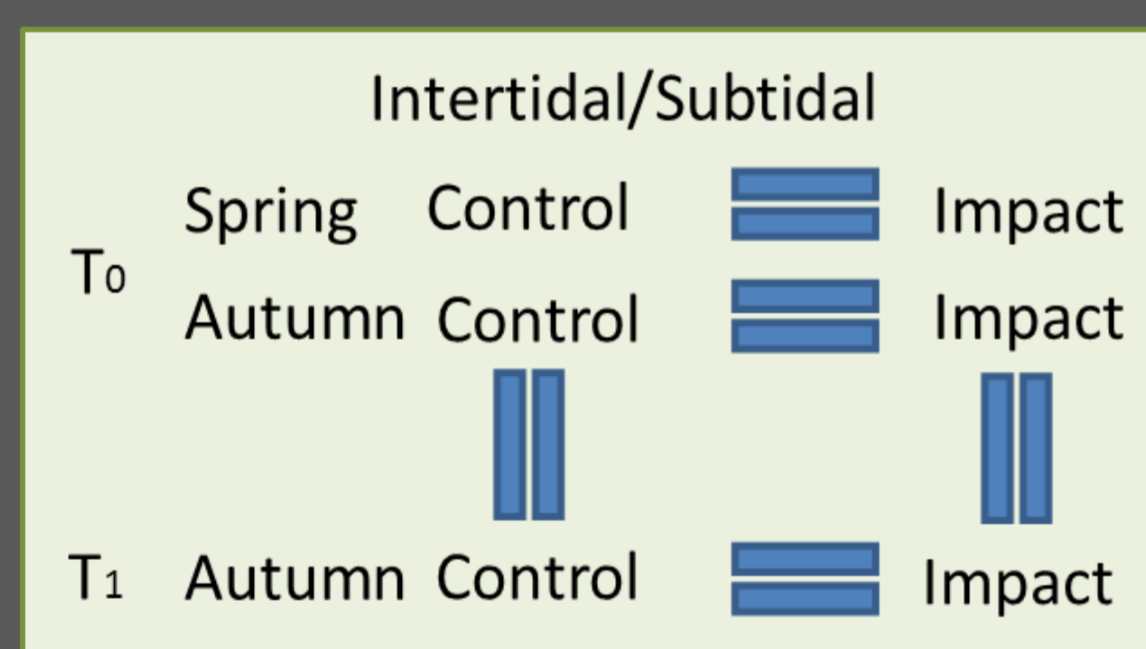 Intertidal/Subtidal
Spring Control Impact
T0
Autumn Control Impact
T1 Autumn Control Impact